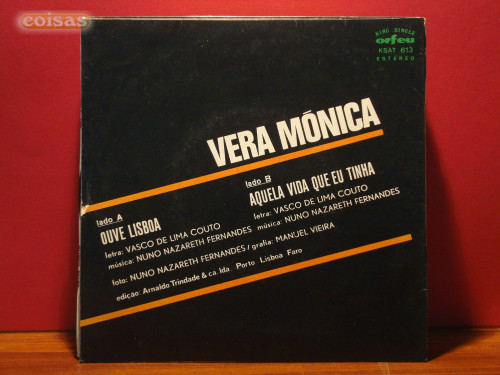 coisas
KING SINGLE
orfeu
KSAT 613
ESTEREO
VERA MÓNICA
lado A
OUVE LISBOA
letra: VASCO DE LIMA COUTO
música: NUNO NAZARETH FERNANDES
lado B
AQUELA VIDA QUE EU TINHA
letra: VASCO DE LIMA COUTO
música: NUNO NAZARETH FERNANDES
foto: NUNO NAZARETH FERNANDES / grafia: MANUEL VIEIRA
edição: Arnaldo Trindade & ca lda. Porto Lisboa Faro